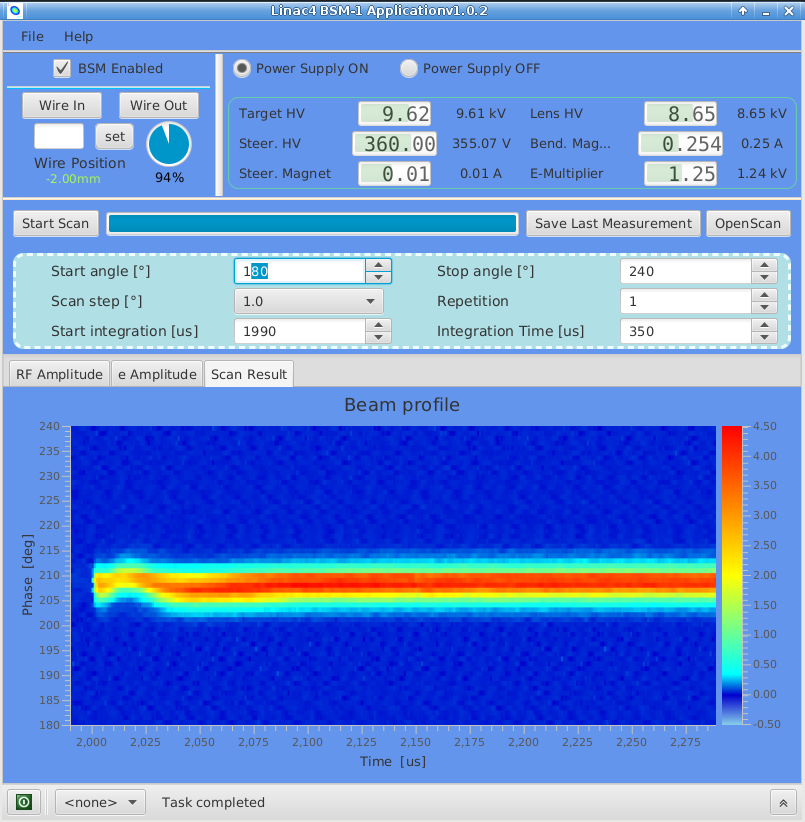 Linac4 BSM-1 Applicationv1.0.2
File Help
BSM Enabled
Wire In Wire Out
set
Wire Position
-2.00mm
94%
Power Supply ON Power Supply OFF
Target HV 9.62 9.61 kV Lens HV 8.65 8.65 kV
Steer. HV 360.00 355.07 V Bend. Mag... 0.254 0.25 A
Steer. Magnet 0.01 0.01 A E-Multiplier 1.25 1.24 kV
Start Scan Save Last Measurement OpenScan
Start angle [°] 180 Stop angle [°] 240
Scan step [°] 1.0 Repetition 1
Start integration [us] 1990 Integration Time [us] 350
RF Amplitude e Amplitude Scan Result
Beam profile
Phase [deg]
240
235
230
225
220
215
210
205
200
195
190
185
180
4.50
4.00
3.50
3.00
2.50
2.00
1.50
1.00
0.50
0.00
-0.50
2,000 2,025 2,050 2,075 2,100 2,125 2,150 2,175 2,200 2,225 2,250 2,275
Time [us]
<none> Task completed